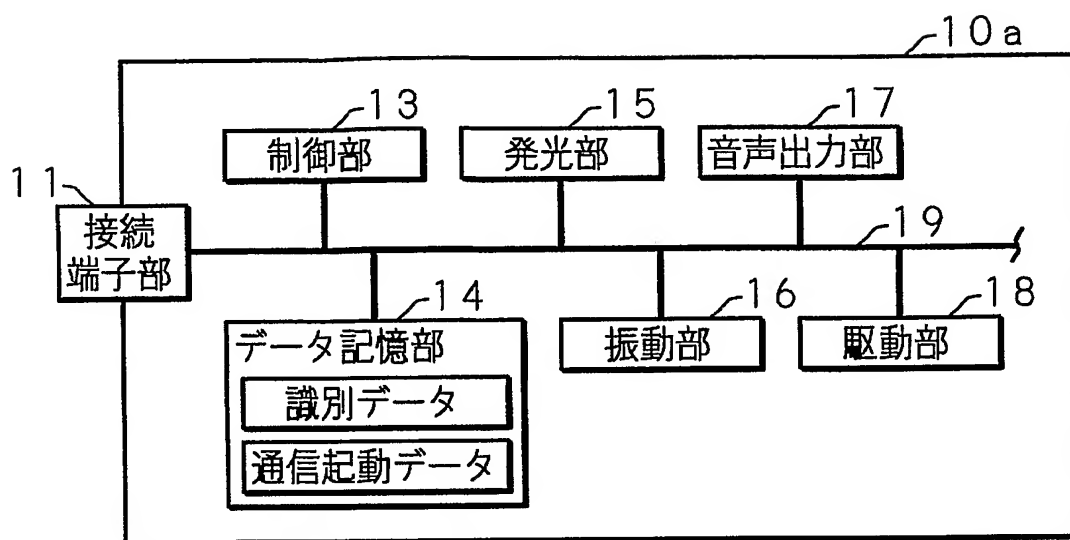 10a
13
制御部
15
発光部
17
音声出力部
11
接続
端子部
19
14
データ記憶部
識別データ
通信起動データ
16
振動部
18
駆動部